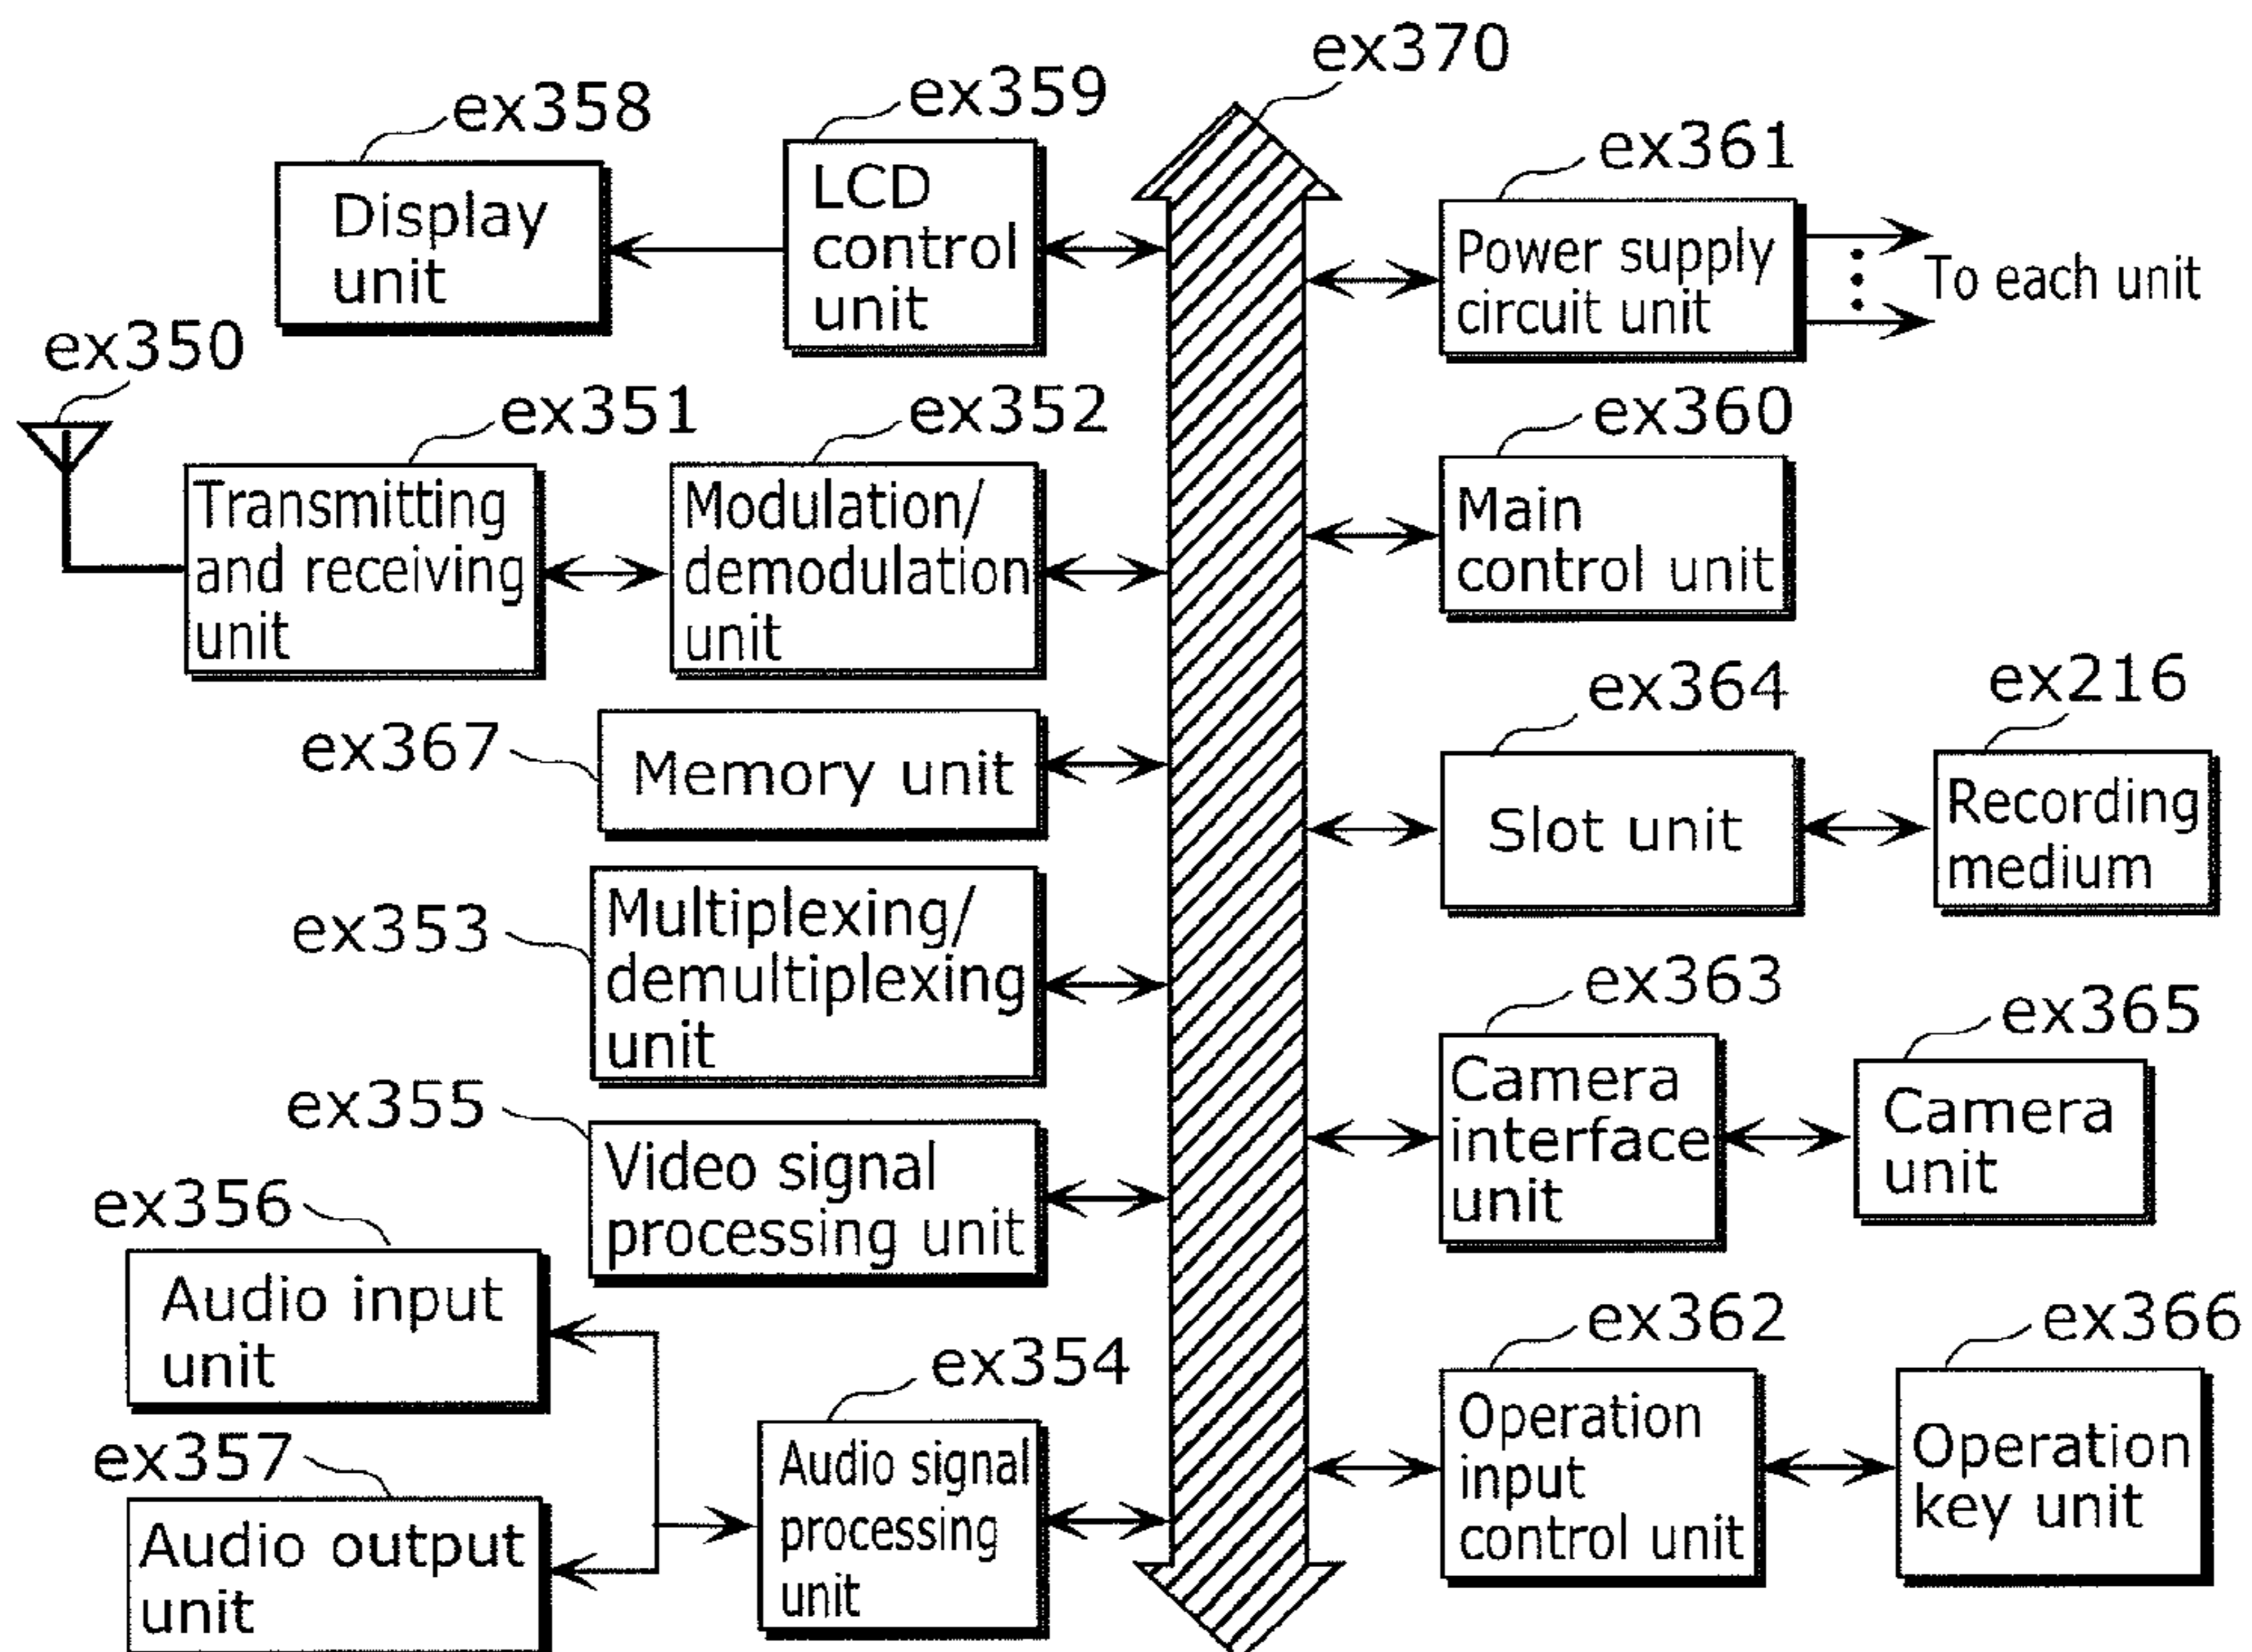 ex370
ex358
ex359
ex361
Display
unit
LCD
control
unit
Power supply
circuit unit
To each unit
ex350
ex351
ex352
ex360
Transmitting
and receiving
unit
Modulation/
demodulation
unit
Main
control unit
ex364
ex216
ex367
Memory unit
Slot unit
Recording
medium
ex353
Multiplexing/
demultiplexing
unit
ex363
ex365
Camera
interface
unit
Camera
unit
ex355
Video signal
processing unit
ex356
Audio input
unit
ex354
ex362
ex366
Audio signal
processing
unit
Operation
input
control unit
Operation
key unit
ex357
Audio output
unit